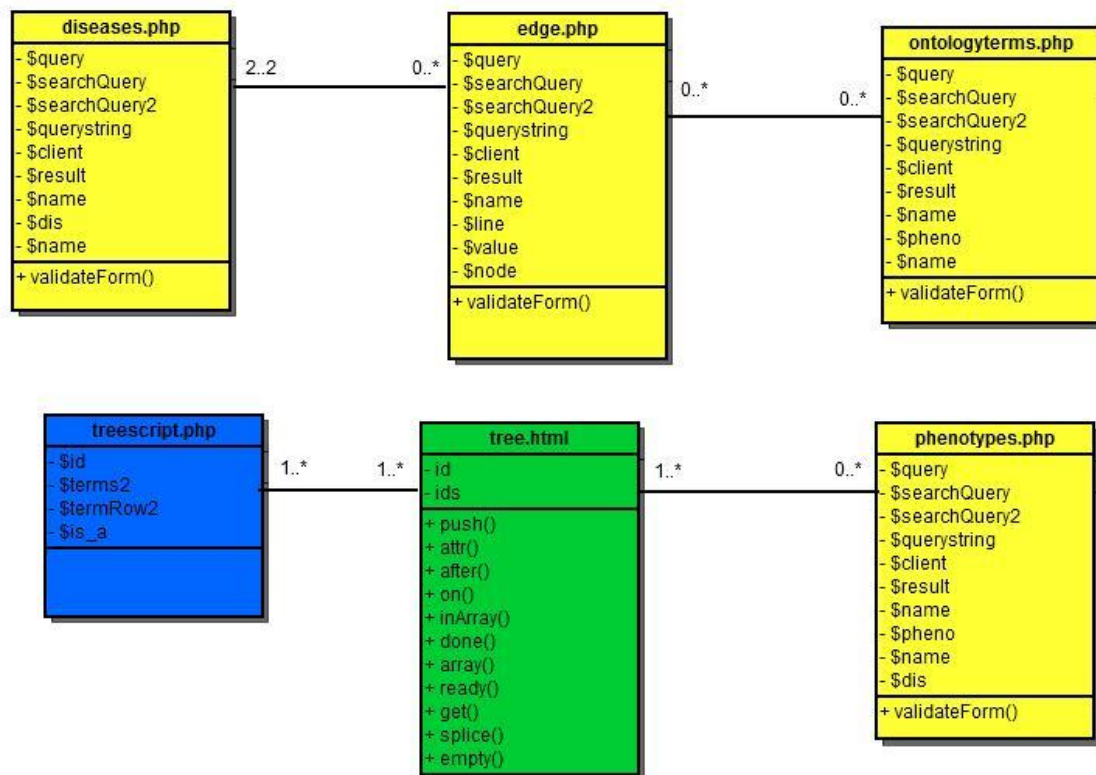 diseases.php
- $query
- $searchQuery
- $searchQuery2
- $querystring
- $client
- $result
- $name
- $dis
- $name
+ validateForm()
2..2
0..*
edge.php
- $query
- $searchQuery
- $searchQuery2
- $querystring
- $client
- $result
- $name
- $line
- $value
- $node
+ validateForm()
0..*
0..*
ontologyterms.php
- $query
- $searchQuery
- $searchQuery2
- $querystring
- $client
- $result
- $name
- $pheno
- $name
+ validateForm()
treescript.php
- $id
- $terms2
- $termRow2
- $is_a
1..*
1..*
tree.html
- id
- ids
+ push()
+ attr()
+ after()
+ on()
+ inArray()
+ done()
+ array()
+ ready()
+ get()
+ splice()
+ empty()
1..*
0..*
phenotypes.php
- $query
- $searchQuery
- $searchQuery2
- $querystring
- $client
- $result
- $name
- $pheno
- $name
- $dis
+ validateForm()